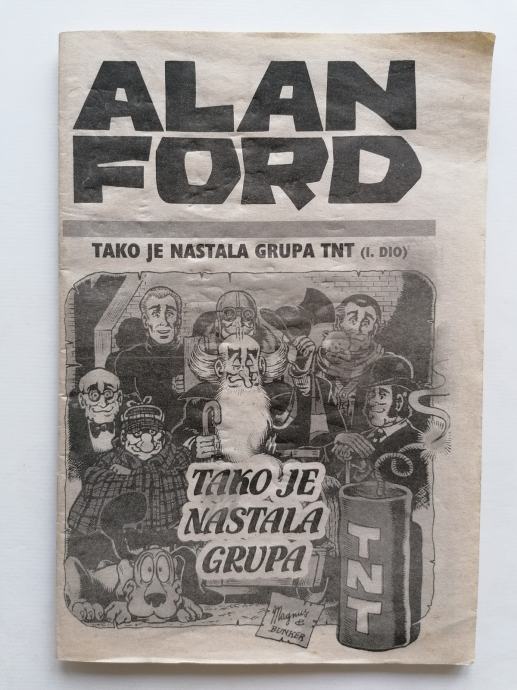 ALAN
FORD
TAKO JE NASTALA GRUPA TNT (I. DIO)
TAKO JE
NASTALA
GRUPA
TNT
Magnus
&
BUNKER